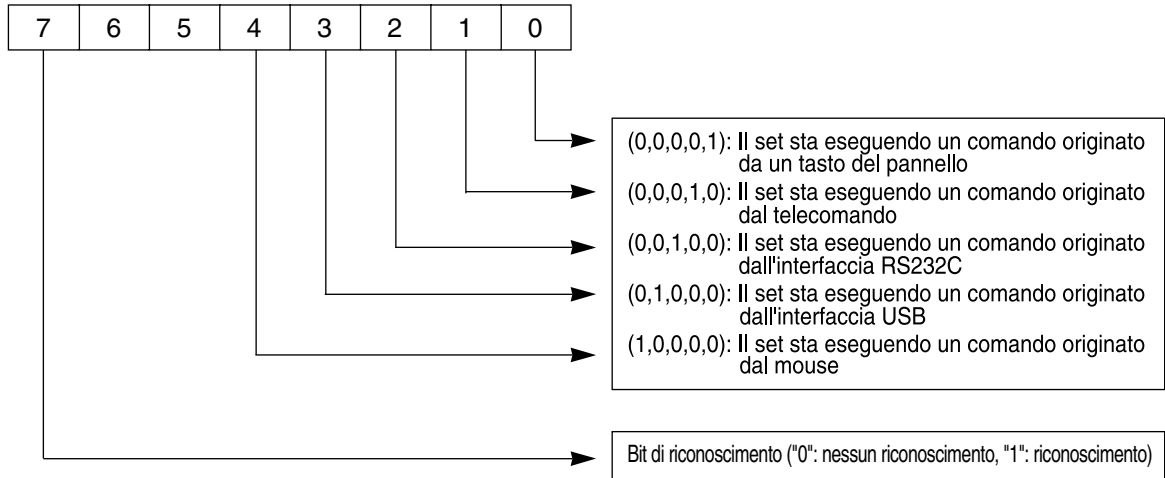 7 6 5 4 3 2 1 0
(0,0,0,0,1): Il set sta eseguendo un comando originato
da un tasto del pannello
(0,0,0,1,0): Il set sta eseguendo un comando originato
dal telecomando
(0,0,1,0,0): Il set sta eseguendo un comando originato
dall'interfaccia RS232C
(0,1,0,0,0): Il set sta eseguendo un comando originato
dall'interfaccia USB
(1,0,0,0,0): Il set sta eseguendo un comando originato
dal mouse
Bit di riconoscimento ("0": nessun riconoscimento, "1": riconoscimento)